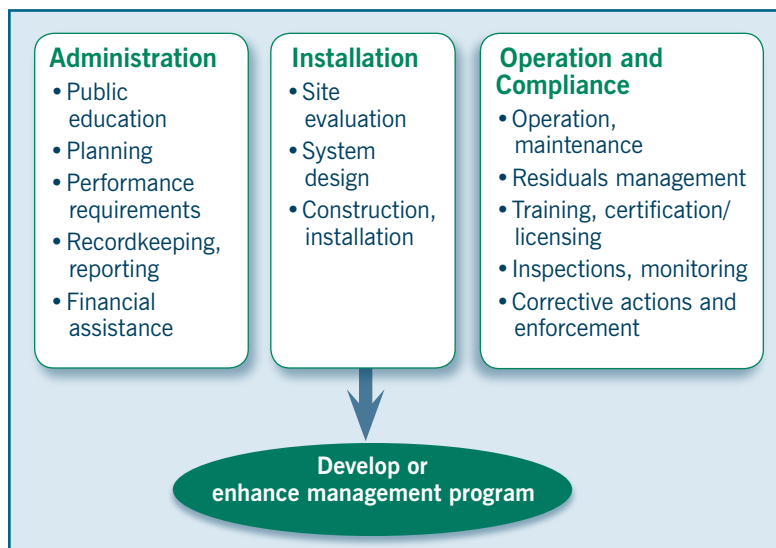 Administration
• Public
education
• Planning
• Performance
requirements
• Recordkeeping,
reporting
• Financial
assistance
Installation
• Site
evaluation
• System
design
• Construction,
installation
Operation and
Compliance
• Operation,
maintenance
• Residuals management
• Training, certification/
licensing
• Inspections, monitoring
• Corrective actions and
enforcement
Develop or
enhance management program